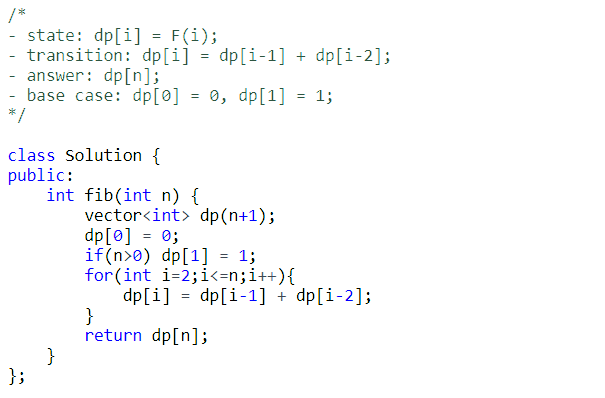 /*
- state: dp[i] = F(i);
- transition: dp[i] = dp[i-1] + dp[i-2];
- answer: dp[n];
- base case: dp[0] = 0, dp[1] = 1;
*/
class Solution {
public:
    int fib(int n) {
        vector<int> dp(n+1);
        dp[0] = 0;
        if(n>0) dp[1] = 1;
        for(int i=2;i<=n;i++){
            dp[i] = dp[i-1] + dp[i-2];
        }
        return dp[n];
    }
};